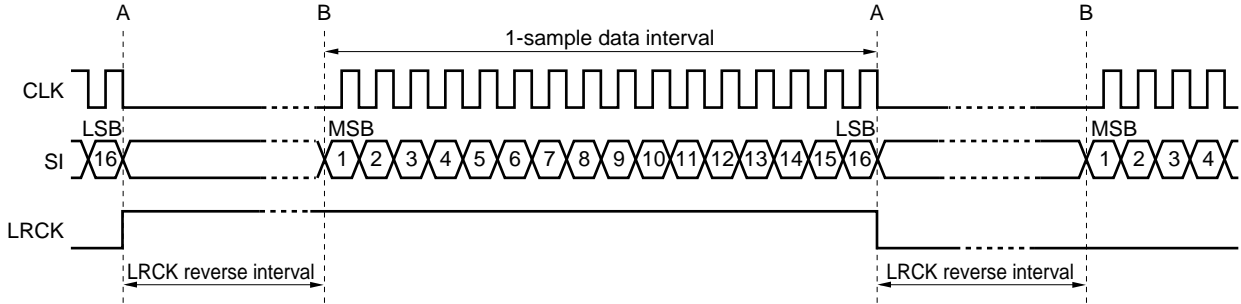 A B A B
1-sample data interval
CLK
LSB MSB LSB MSB
SI 16 1 2 3 4 5 6 7 8 9 10 11 12 13 14 15 16 1 2 3 4
LRCK
LRCK reverse interval LRCK reverse interval